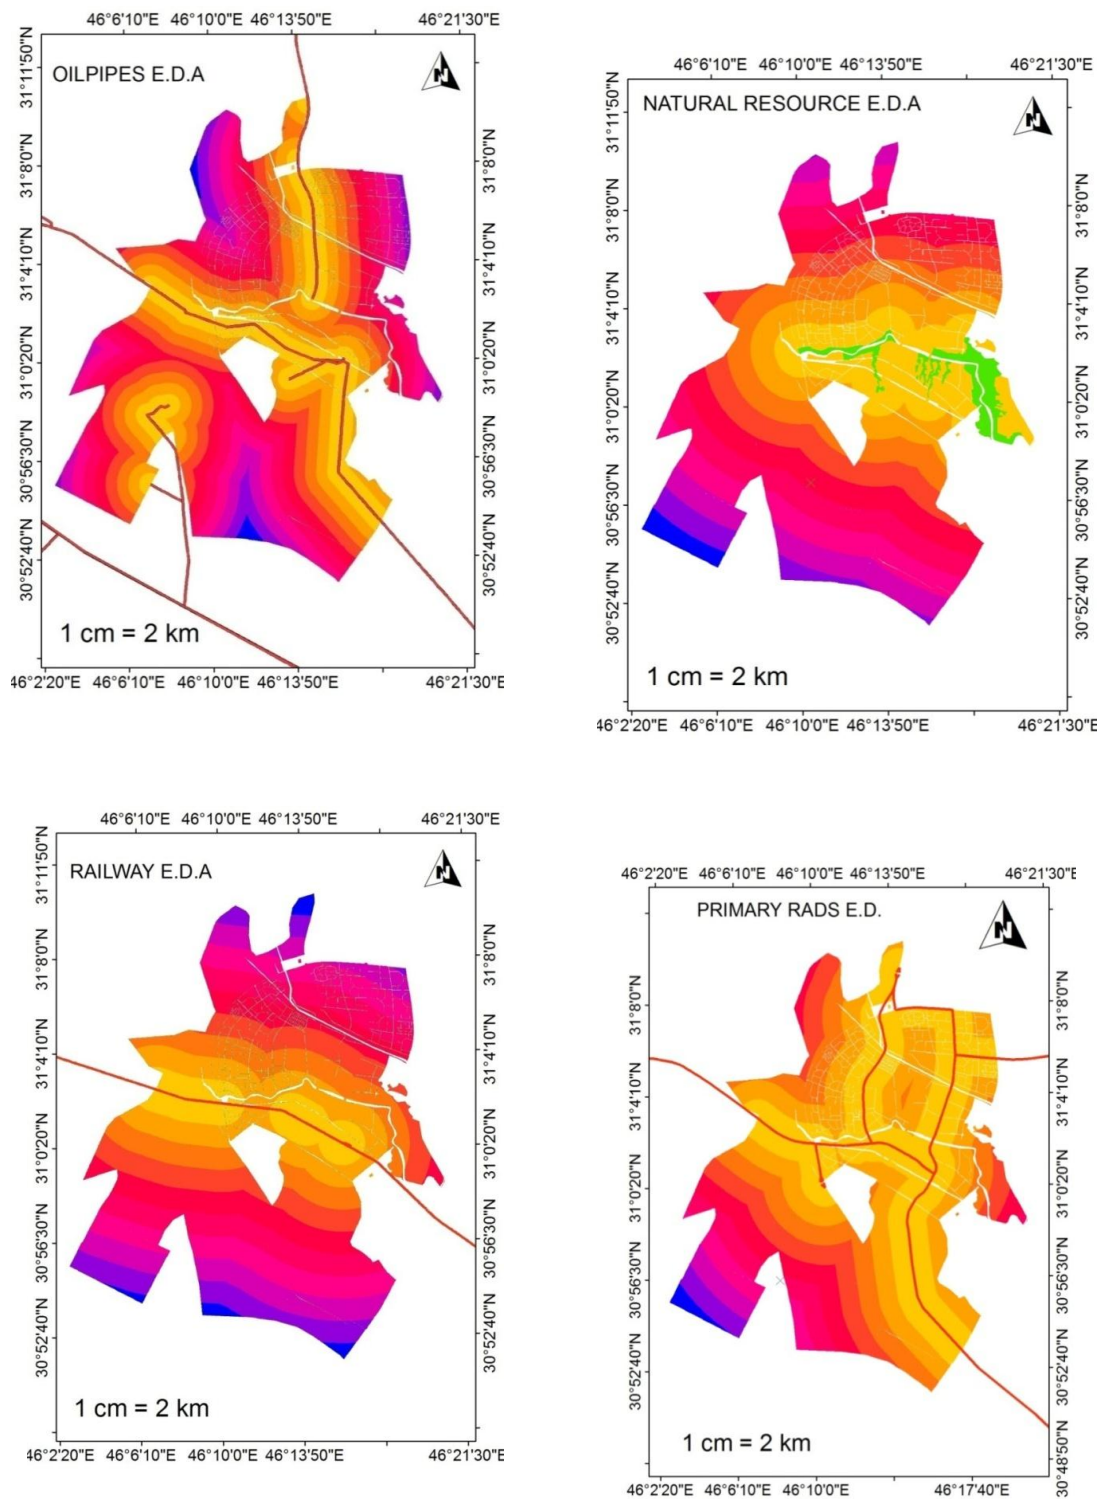 46°6'10"E 46°10'0"E 46°13'50"E 46°21'30"E
OILPIPES E.D.A
N
31°11'50"N
31°8'0"N 31°8'0"N
31°4'10"N 31°4'10"N
31°0'20"N 31°0'20"N
30°56'30"N 30°56'30"N
30°52'40"N 30°52'40"N
1 cm = 2 km
46°2'20"E 46°6'10"E 46°10'0"E 46°13'50"E 46°21'30"E
46°6'10"E 46°10'0"E 46°13'50"E 46°21'30"E
NATURAL RESOURCE E.D.A
N
31°11'50"N
31°8'0"N 31°8'0"N
31°4'10"N 31°4'10"N
31°0'20"N 31°0'20"N
30°56'30"N 30°56'30"N
30°52'40"N 30°52'40"N
1 cm = 2 km
46°2'20"E 46°6'10"E 46°10'0"E 46°13'50"E 46°21'30"E
46°6'10"E 46°10'0"E 46°13'50"E 46°21'30"E
RAILWAY E.D.A
N
31°11'50"N
31°8'0"N 31°8'0"N
31°4'10"N 31°4'10"N
31°0'20"N 31°0'20"N
30°56'30"N 30°56'30"N
30°52'40"N 30°52'40"N
1 cm = 2 km
46°2'20"E 46°6'10"E 46°10'0"E 46°13'50"E 46°21'30"E
46°2'20"E 46°6'10"E 46°10'0"E 46°13'50"E 46°21'30"E
PRIMARY RADS E.D.
N
31°8'0"N 31°8'0"N
31°4'10"N 31°4'10"N
31°0'20"N 31°0'20"N
30°56'30"N 30°56'30"N
30°52'40"N 30°52'40"N
30°48'50"N
1 cm = 2 km
46°2'20"E 46°6'10"E 46°10'0"E 46°17'40"E